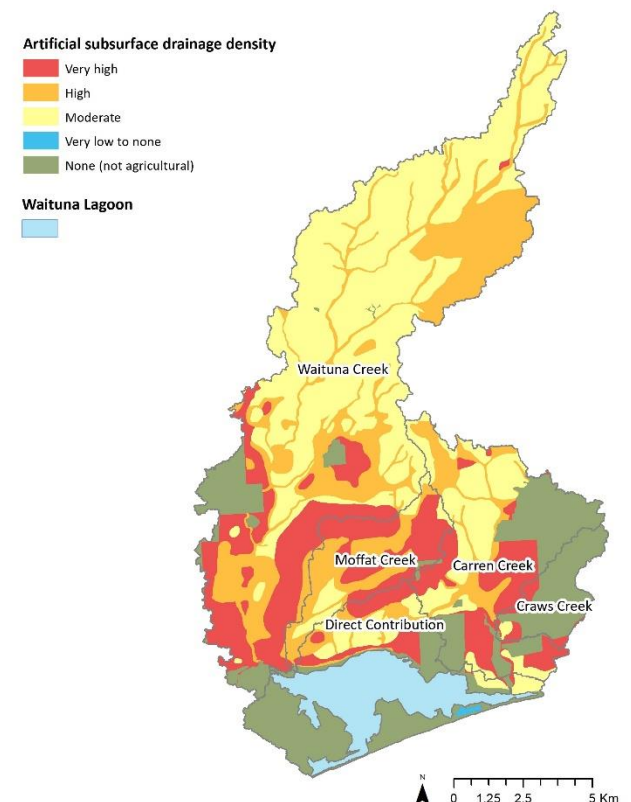 Artificial subsurface drainage density
Very high
High
Moderate
Very low to none
None (not agricultural)
Waituna Lagoon
Waituna Creek
Moffat Creek
Carren Creek
Craws Creek
Direct Contribution
N
0 1.25 2.5 5 Km